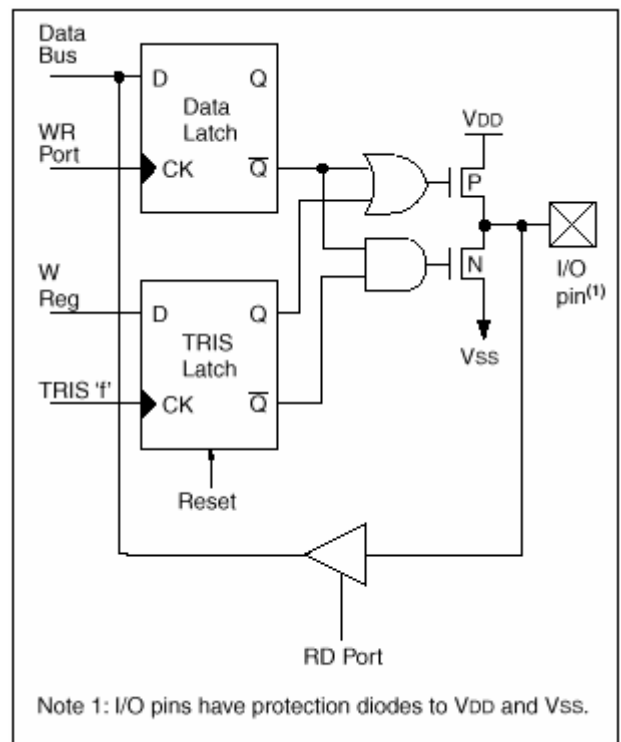 Data
Bus
D
Q
Data
Latch
WR
Port
CK
Q
VDD
P
N
I/O
pin(1)
VSS
W
Reg
D
Q
TRIS
Latch
TRIS 'f'
CK
Q
Reset
RD Port
Note 1: I/O pins have protection diodes to VDD and VSS.